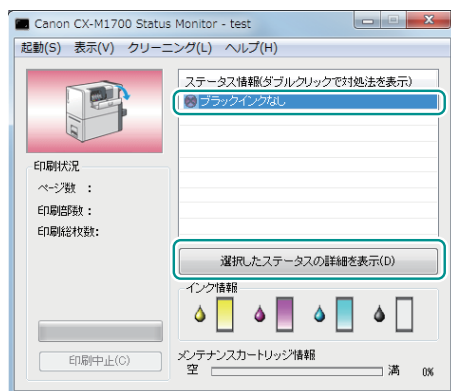 Canon CX-M1700 Status Monitor - test
起動(S) 表示(V) クリーニング(L) ヘルプ(H)
ステータス情報(ダブルクリックで対処法を表示)
ブラックインクなし
印刷状況
ページ数 :
印刷部数 :
印刷総枚数:
選択したステータスの詳細を表示(D)
インク情報
印刷中止(C)
メンテナンスカートリッジ情報
空 満 0%